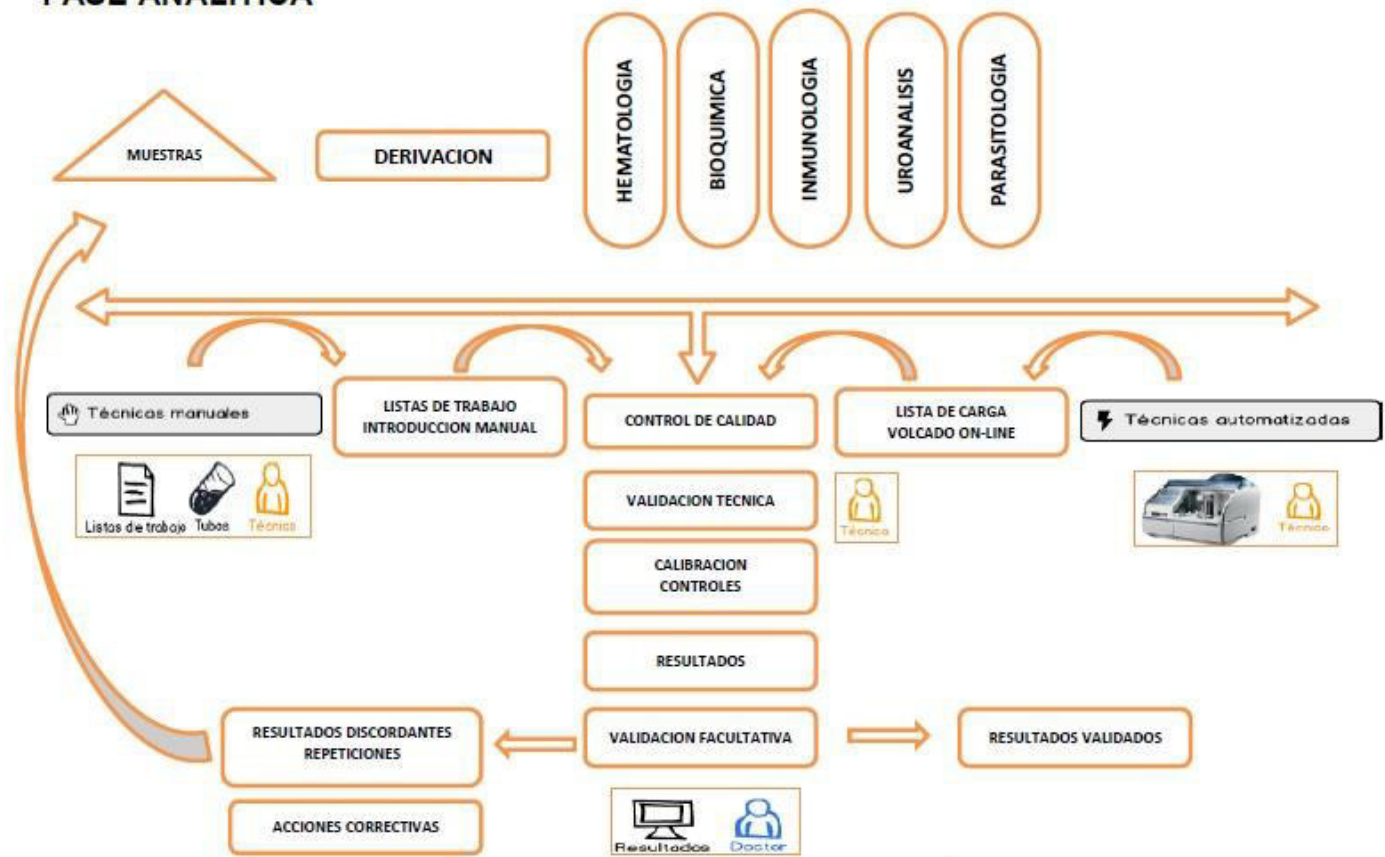 FASE ANALITICA
MUESTRAS
DERIVACION
HEMATOLOGIA
BIOQUIMICA
INMUNOLOGIA
UROANALISIS
PARASITOLOGIA
Técnicas manuales
LISTAS DE TRABAJO
INTRODUCCION MANUAL
CONTROL DE CALIDAD
LISTA DE CARGA
VOLCADO ON-LINE
Técnicas automatizadas
Listas de trabajo
Tubos
Técnico
VALIDACION TECNICA
Técnico
Técnico
CALIBRACION
CONTROLES
RESULTADOS
RESULTADOS DISCORDANTES
REPETICIONES
VALIDACION FACULTATIVA
RESULTADOS VALIDADOS
ACCIONES CORRECTIVAS
Resultados
Doctor